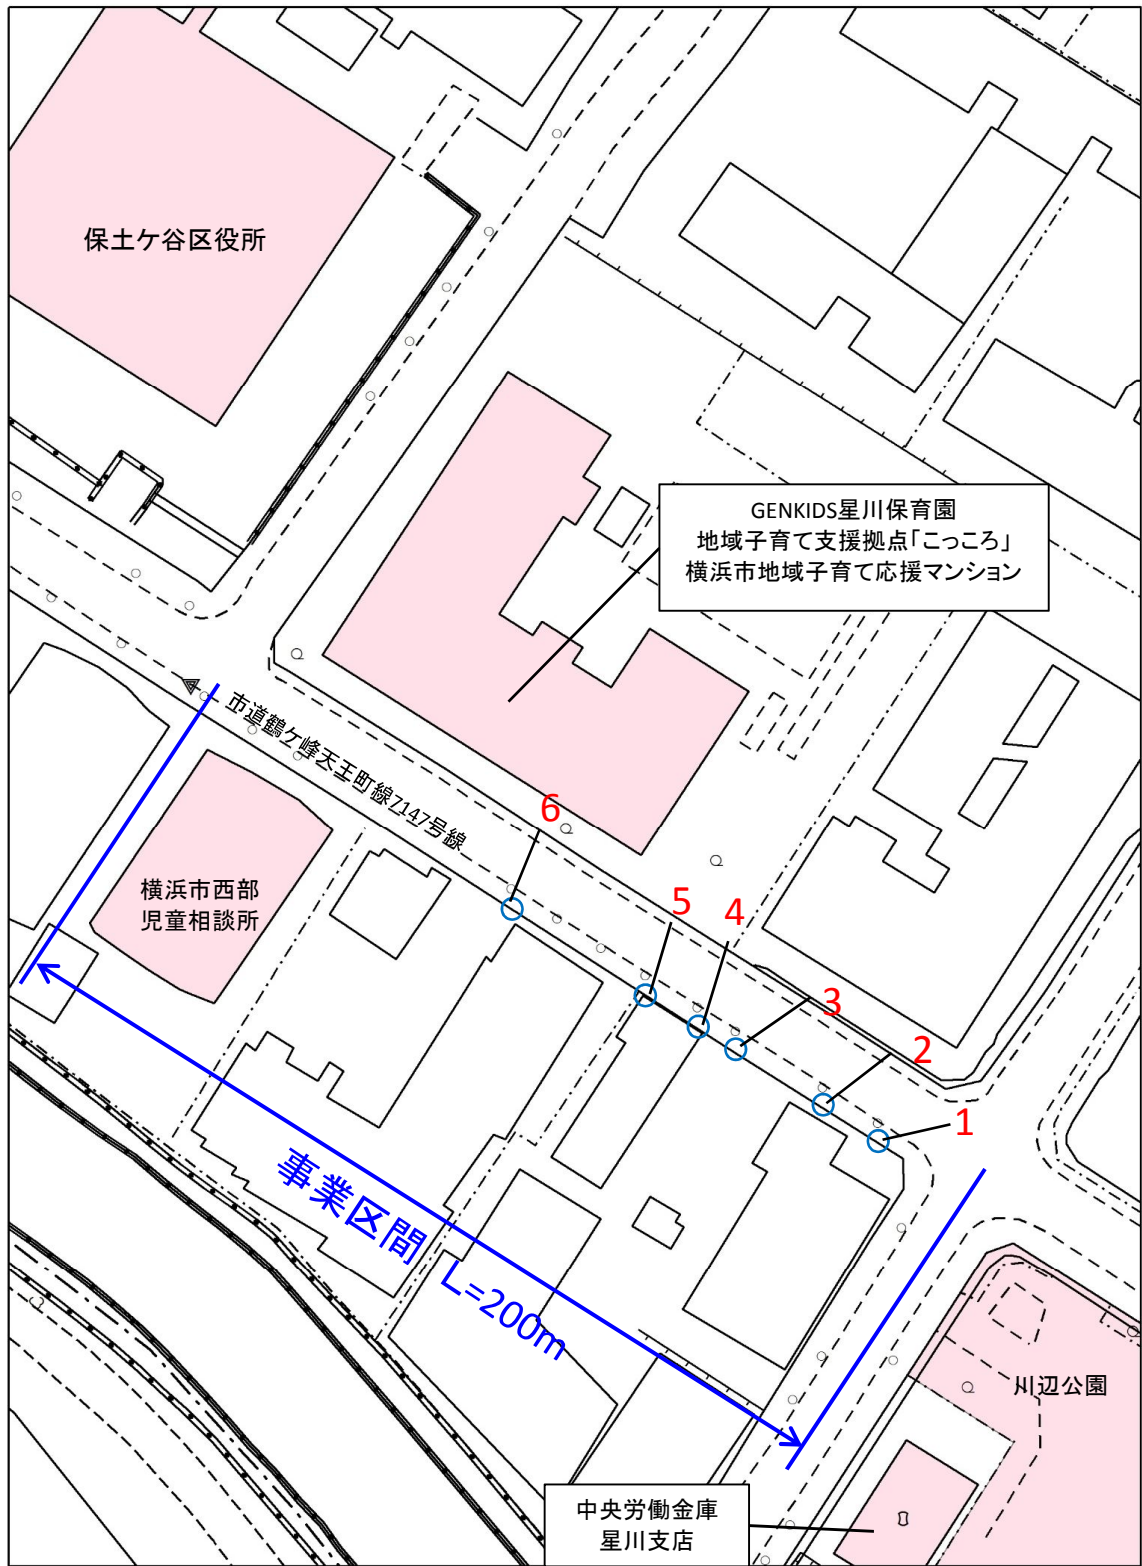 保土ケ谷区役所
GENKIDS星川保育園
地域子育て支援拠点「こっころ」
横浜市地域子育て応援マンション
市道鶴ケ峰天王町線7147号線
6
横浜市西部
児童相談所
5
4
3
2
1
事業区間 L=200m
川辺公園
中央労働金庫
星川支店